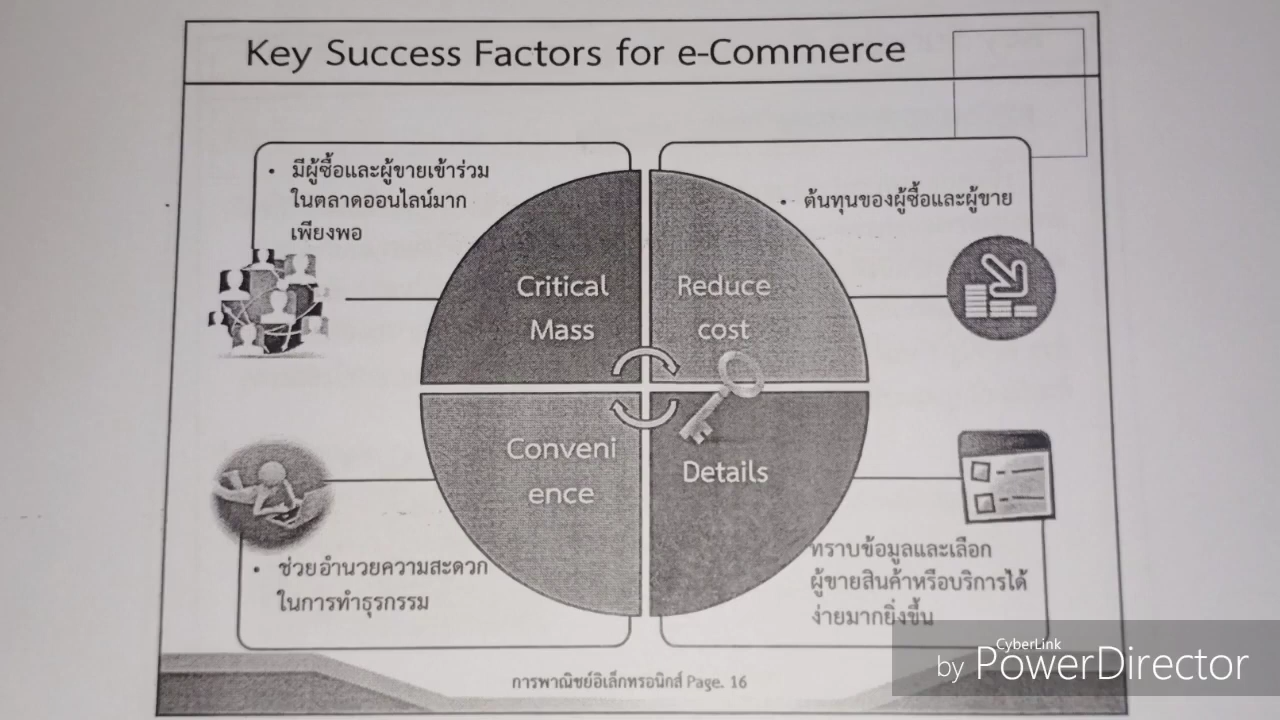 Key Success Factors for e-Commerce
• มีผู้ซื้อและผู้ขายเข้าร่วม
ในตลาดออนไลน์มาก
เพียงพอ
• ต้นทุนของผู้ซื้อและผู้ขาย
Critical
Mass
Reduce
cost
Conveni
ence
Details
• ช่วยอำนวยความสะดวก
ในการทำธุรกรรม
ทราบข้อมูลและเลือก
ผู้ขายสินค้าหรือบริการได้
ง่ายมากยิ่งขึ้น
การพาณิชย์อิเล็กทรอนิกส์ Page. 16
CyberLink
by PowerDirector